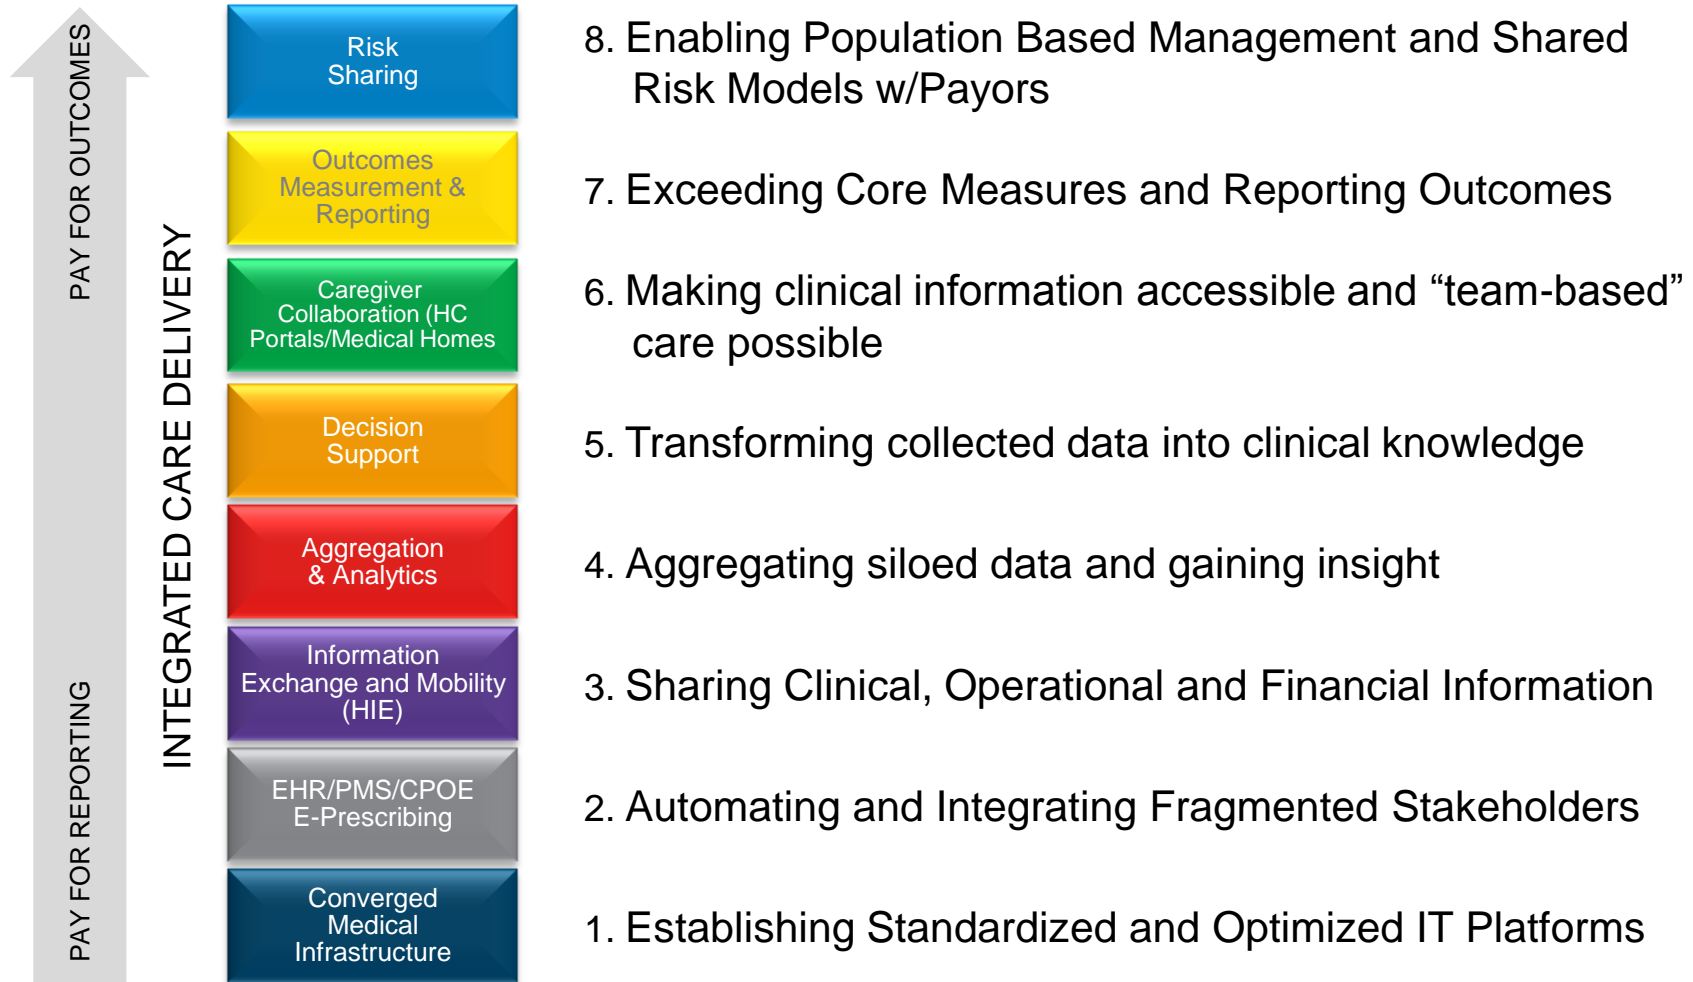 PAY FOR OUTCOMES
PAY FOR REPORTING
INTEGRATED CARE DELIVERY
Risk
Sharing
8. Enabling Population Based Management and Shared
Risk Models w/Payors
Outcomes
Measurement &
Reporting
7. Exceeding Core Measures and Reporting Outcomes
Caregiver
Collaboration (HC
Portals/Medical Homes
6. Making clinical information accessible and “team-based”
care possible
Decision
Support
5. Transforming collected data into clinical knowledge
Aggregation
& Analytics
4. Aggregating siloed data and gaining insight
Information
Exchange and Mobility
(HIE)
3. Sharing Clinical, Operational and Financial Information
EHR/PMS/CPOE
E-Prescribing
2. Automating and Integrating Fragmented Stakeholders
Converged
Medical
Infrastructure
1. Establishing Standardized and Optimized IT Platforms